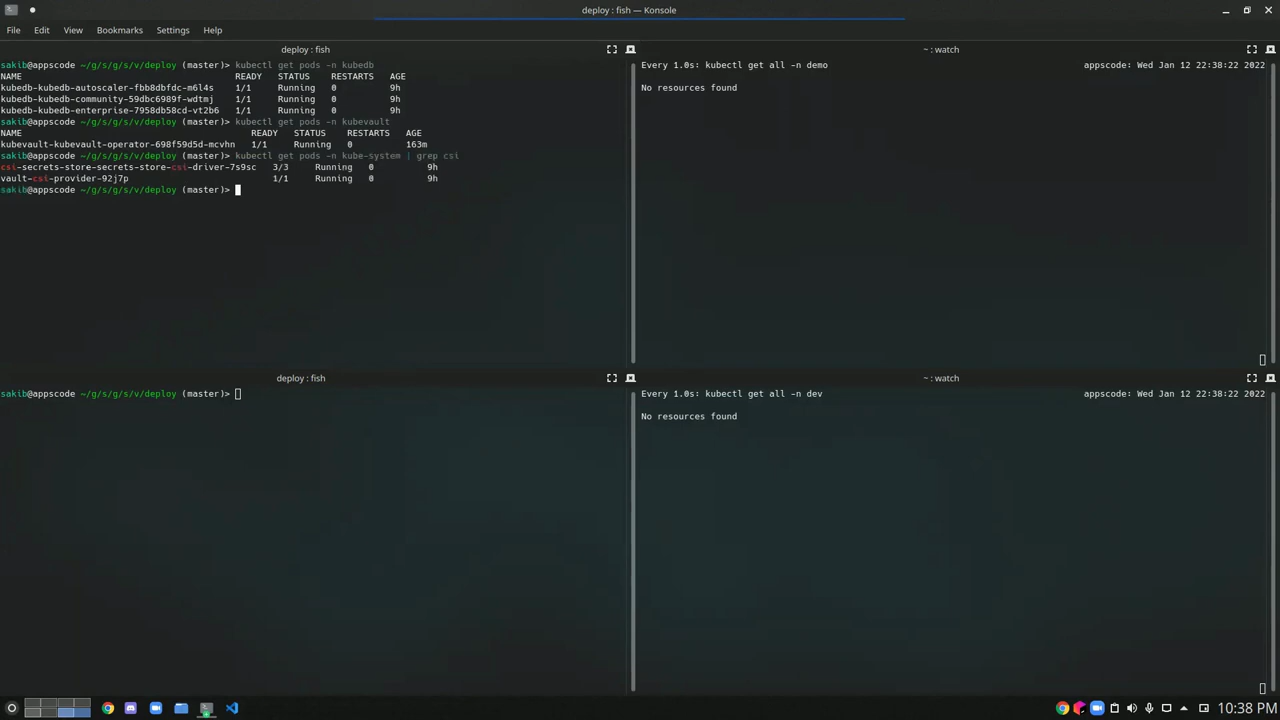 deploy : fish — Konsole
File Edit View Bookmarks Settings Help
deploy : fish
sakib@appscode ~/g/s/g/s/v/deploy (master)> kubectl get pods -n kubedb
NAME READY STATUS RESTARTS AGE
kubedb-kubedb-autoscaler-fbb8dbfdc-m6l4s 1/1 Running 0 9h
kubedb-kubedb-community-59dbc6989f-wdtmj 1/1 Running 0 9h
kubedb-kubedb-enterprise-7958db58cd-vt2b6 1/1 Running 0 9h
sakib@appscode ~/g/s/g/s/v/deploy (master)> kubectl get pods -n kubevault
NAME READY STATUS RESTARTS AGE
kubevault-kubevault-operator-698f59d5d-mcvhn 1/1 Running 0 163m
sakib@appscode ~/g/s/g/s/v/deploy (master)> kubectl get pods -n kube-system | grep csi
csi-secrets-store-secrets-store-csi-driver-7s9sc 3/3 Running 0 9h
vault-csi-provider-92j7p 1/1 Running 0 9h
sakib@appscode ~/g/s/g/s/v/deploy (master)>
~ : watch
Every 1.0s: kubectl get all -n demo appscode: Wed Jan 12 22:38:22 2022
No resources found
deploy : fish
sakib@appscode ~/g/s/g/s/v/deploy (master)>
~ : watch
Every 1.0s: kubectl get all -n dev appscode: Wed Jan 12 22:38:22 2022
No resources found
10:38 PM